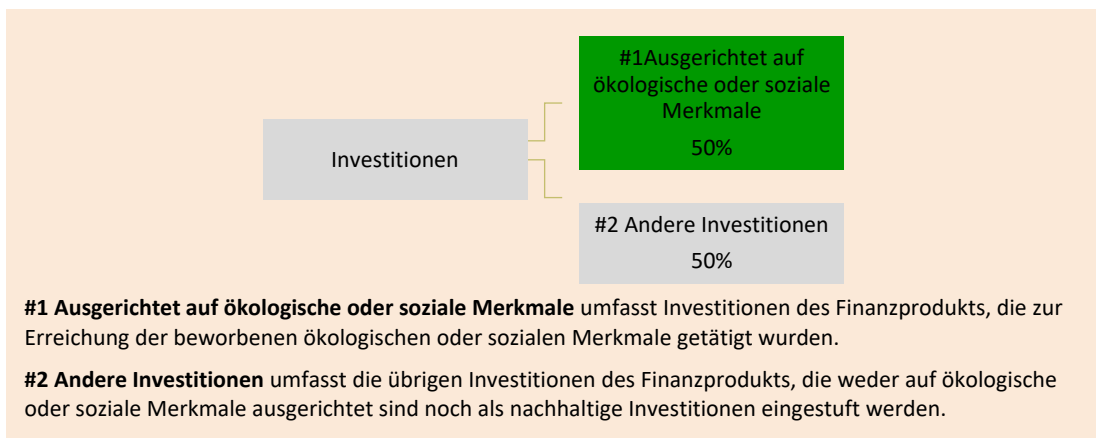 #1Ausgerichtet auf
ökologische oder soziale
Merkmale
50%
Investitionen
#2 Andere Investitionen
50%
#1 Ausgerichtet auf ökologische oder soziale Merkmale umfasst Investitionen des Finanzprodukts, die zur
Erreichung der beworbenen ökologischen oder sozialen Merkmale getätigt wurden.
#2 Andere Investitionen umfasst die übrigen Investitionen des Finanzprodukts, die weder auf ökologische
oder soziale Merkmale ausgerichtet sind noch als nachhaltige Investitionen eingestuft werden.